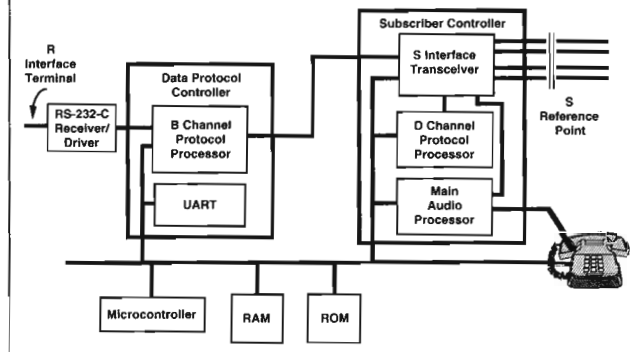 Subscriber Controller
R
Interface
Terminal
Data Protocol
Controller
S Interface
Transceiver
RS-232-C
Receiver/
Driver
B Channel
Protocol
Processor
S
Reference
Point
D Channel
Protocol
Processor
UART
Main
Audio
Processor
Microcontroller
RAM
ROM